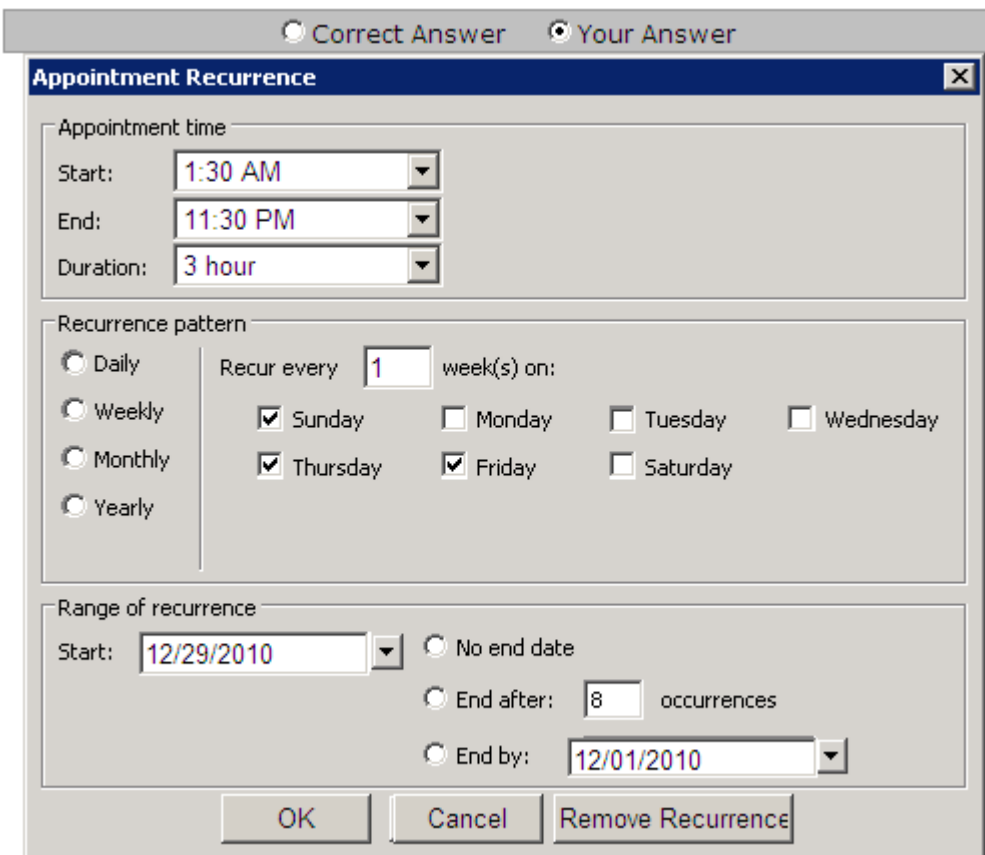 Correct Answer Your Answer
Appointment Recurrence
Appointment time
Start: 1:30 AM
End: 11:30 PM
Duration: 3 hour
Recurrence pattern
Daily Recur every 1 week(s) on:
Weekly Sunday Monday Tuesday Wednesday
Monthly Thursday Friday Saturday
Yearly
Range of recurrence
Start: 12/29/2010 No end date
End after: 8 occurrences
End by: 12/01/2010
OK Cancel Remove Recurrence